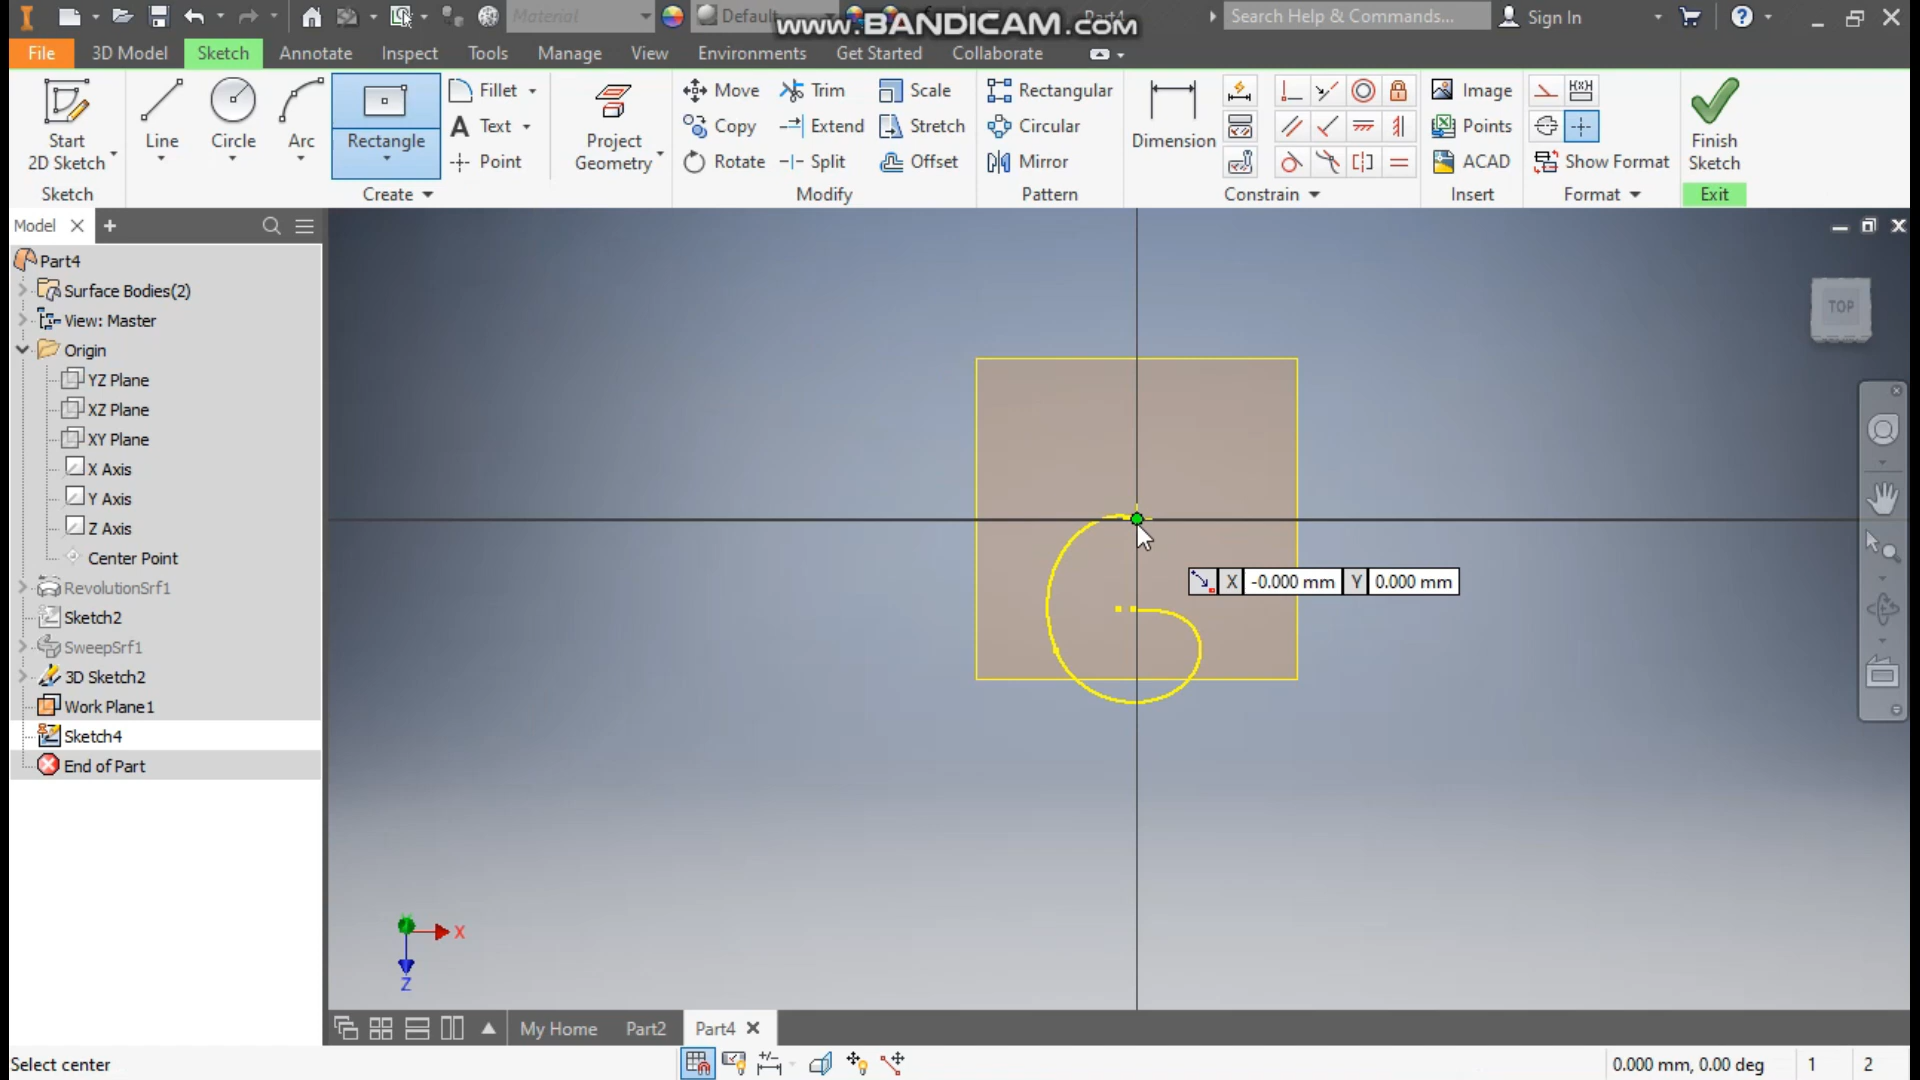 Material
Default
Part4
www.BANDICAM.com
Search Help & Commands...
Sign In
File
3D Model
Sketch
Annotate
Inspect
Tools
Manage
View
Environments
Get Started
Collaborate
Start
2D Sketch
Line
Circle
Arc
Rectangle
Fillet
Text
Point
Project
Geometry
Move
Copy
Rotate
Trim
Extend
Split
Scale
Stretch
Offset
Rectangular
Circular
Mirror
Dimension
Image
Points
ACAD
Show Format
Finish
Sketch
Sketch
Create
Modify
Pattern
Constrain
Insert
Format
Exit
Model
Part4
Surface Bodies(2)
View: Master
Origin
YZ Plane
XZ Plane
XY Plane
X Axis
Y Axis
Z Axis
Center Point
RevolutionSrf1
Sketch2
SweepSrf1
3D Sketch2
Work Plane1
Sketch4
End of Part
TOP
X -0.000 mm Y 0.000 mm
X
Z
My Home
Part2
Part4
Select center
0.000 mm, 0.00 deg
1
2